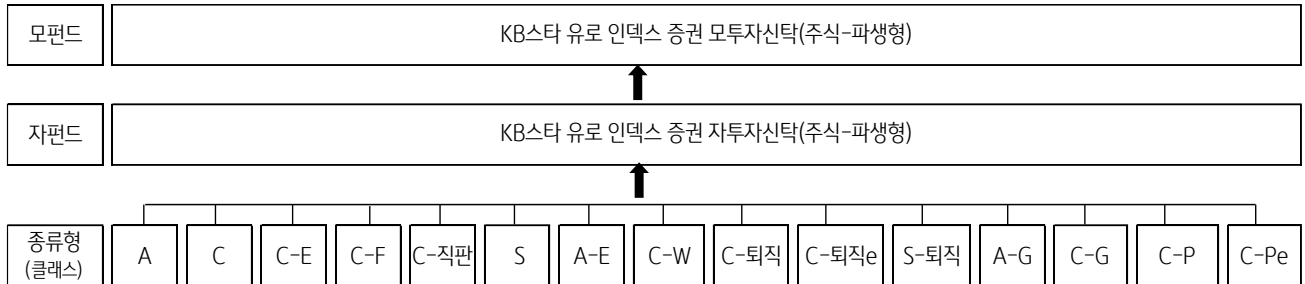 모펀드
KB스타 유로 인덱스 증권 모투자신탁(주식-파생형)
자펀드
KB스타 유로 인덱스 증권 자투자신탁(주식-파생형)
종류형
(클래스)
A
C
C-E
C-F
C-직판
S
A-E
C-W
C-퇴직
C-퇴직e
S-퇴직
A-G
C-G
C-P
C-Pe